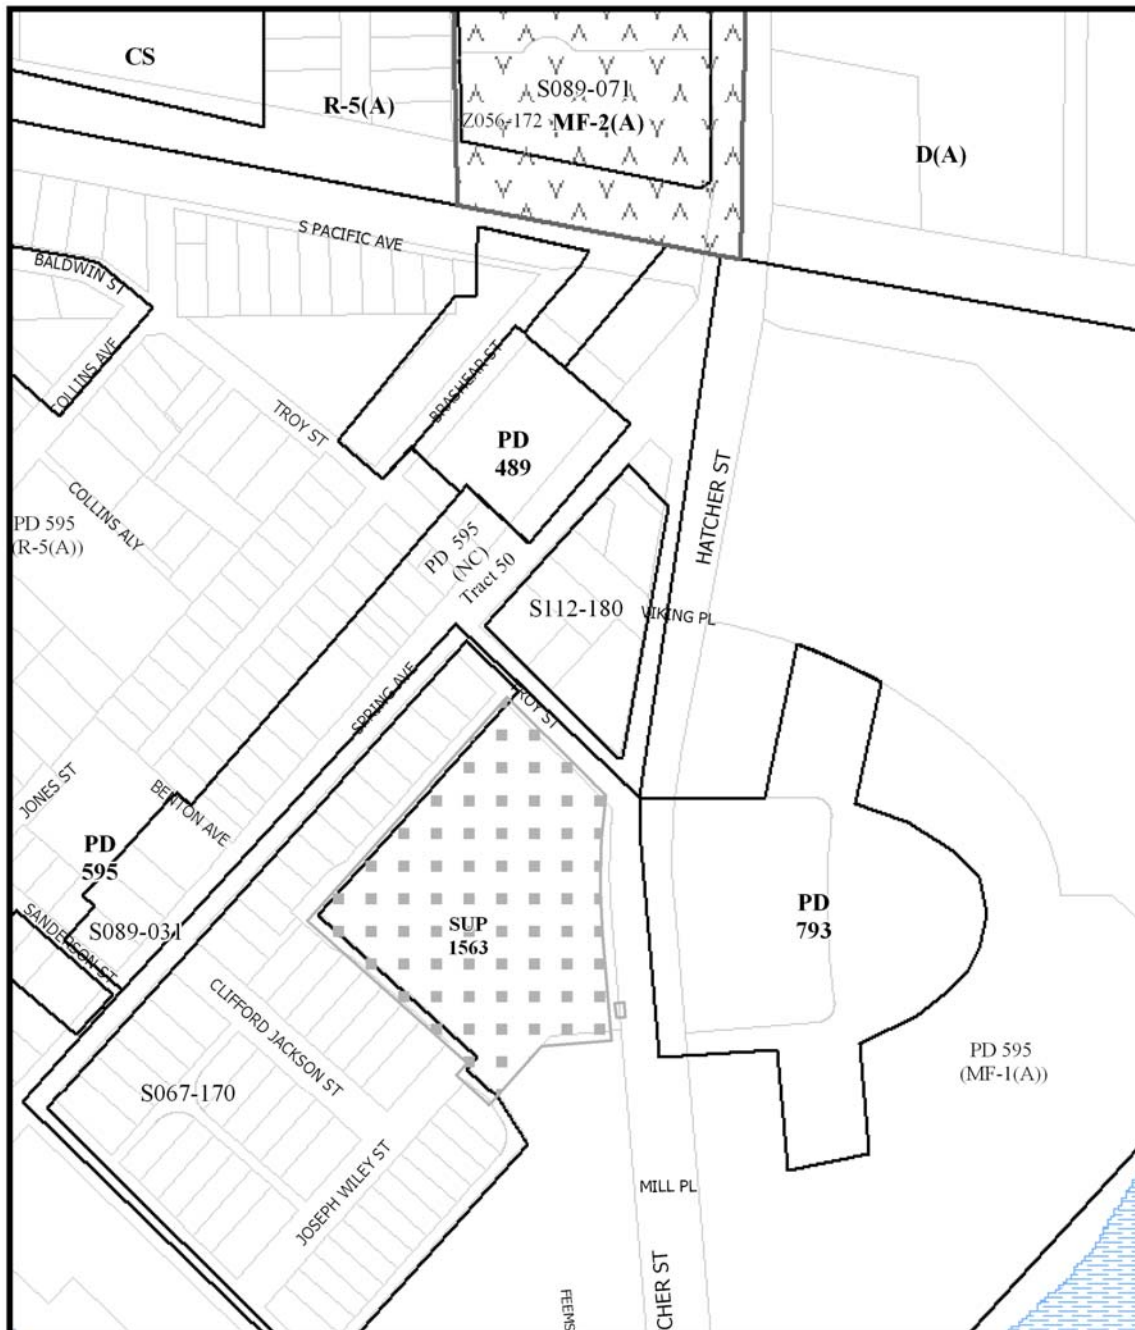 CS
R-5(A)
S089-071
Z056-172
MF-2(A)
D(A)
S PACIFIC AVE
BALDWIN ST
COLLINS AVE
BRASHEAR ST
TROY ST
PD
489
HATCHER ST
COLLINS ALY
PD 595
(R-5(A))
PD 595
(NC)
Tract 50
S112-180
VIKING PL
SPRING AVE
TROY ST
JONES ST
BENTON AVE
PD
595
SANDERSON ST
S089-031
SUP
1563
PD
793
CLIFFORD JACKSON ST
PD 595
(MF-1(A))
S067-170
JOSEPH WILEY ST
MILL PL
CHER ST
FEEMS